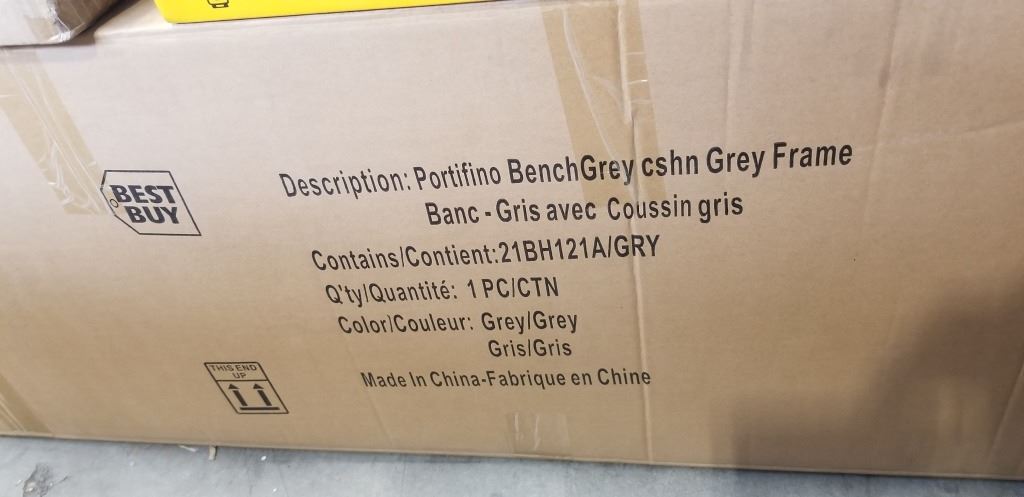 BEST
BUY
Description: Portifino BenchGrey cshn Grey Frame
Banc - Gris avec Coussin gris
Contains/Contient:21BH121A/GRY
Q'ty/Quantité: 1 PC/CTN
Color/Couleur: Grey/Grey
Gris/Gris
Made In China-Fabrique en Chine
THIS END
UP